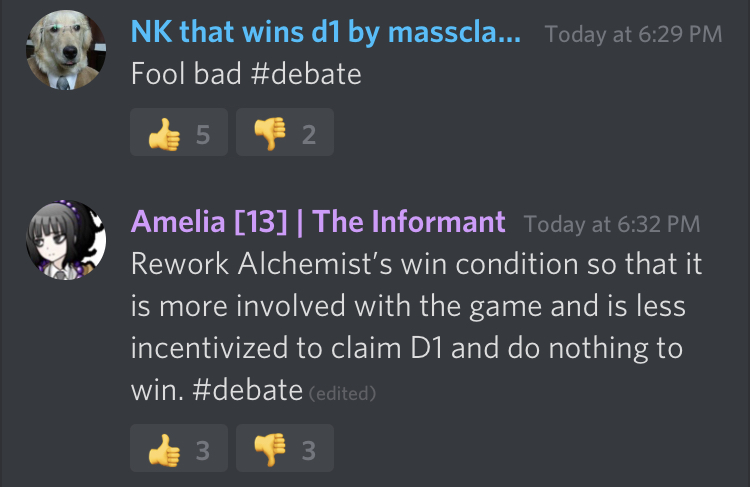 NK that wins d1 by masscla... Today at 6:29 PM
Fool bad #debate
👍 5 👎 2
Amelia [13] | The Informant Today at 6:32 PM
Rework Alchemist's win condition so that it
is more involved with the game and is less
incentivized to claim D1 and do nothing to
win. #debate (edited)
👍 3 👎 3